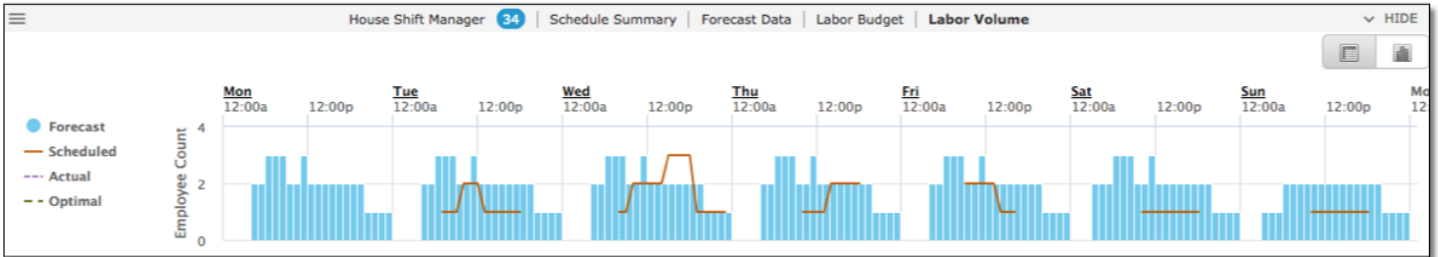 House Shift Manager 34 | Schedule Summary | Forecast Data | Labor Budget | Labor Volume HIDE
Mon Tue Wed Thu Fri Sat Sun Mo
12:00a 12:00p 12:00a 12:00p 12:00a 12:00p 12:00a 12:00p 12:00a 12:00p 12:00a 12:00p 12:00a 12:00p 12:
Forecast
Scheduled
Actual
Optimal
Employee Count
4
2
0